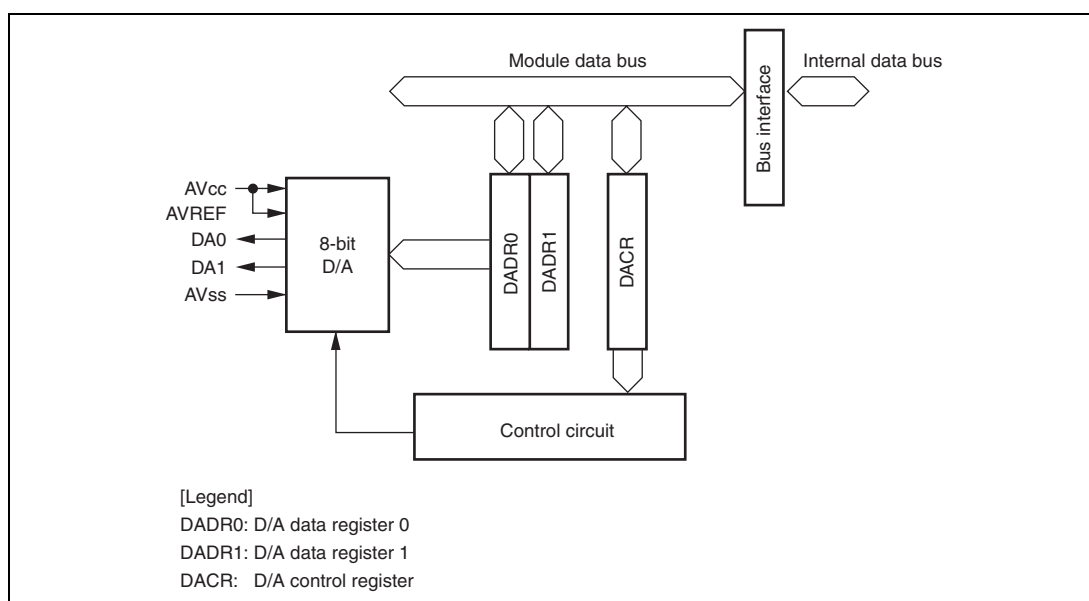 Module data bus
Internal data bus
Bus interface
AVcc
AVREF
DA0
DA1
AVss
8-bit
D/A
DADR0
DADR1
DACR
Control circuit
[Legend]
DADR0: D/A data register 0
DADR1: D/A data register 1
DACR: D/A control register